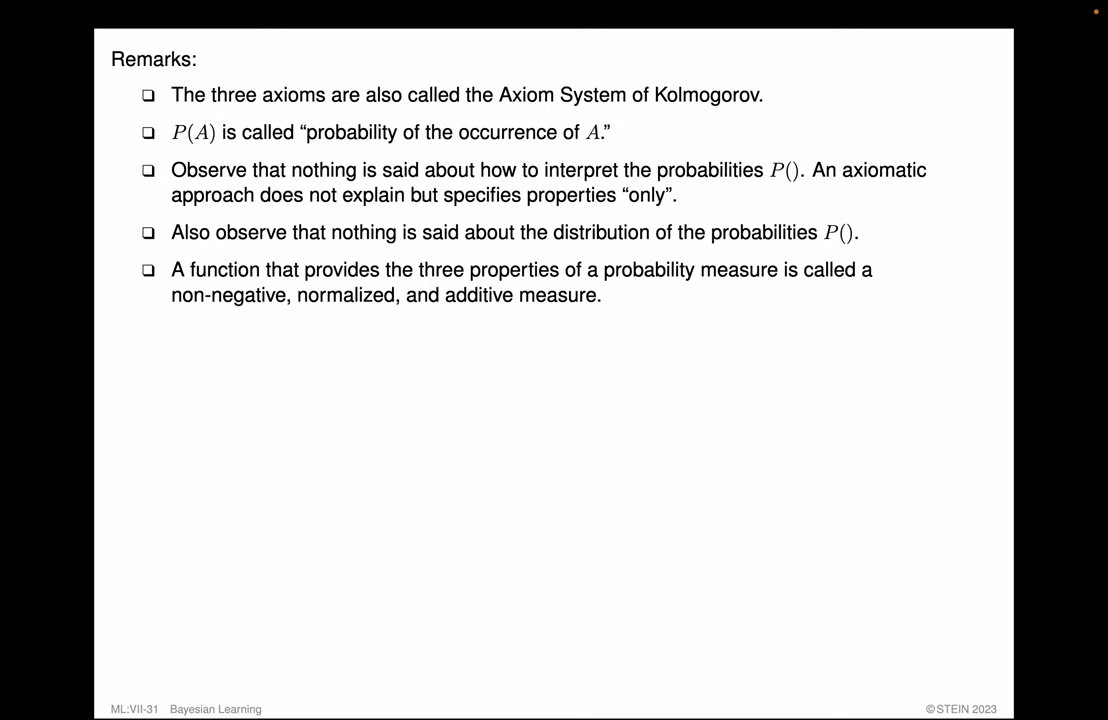 Remarks:
❑ The three axioms are also called the Axiom System of Kolmogorov.
❑ P(A) is called “probability of the occurrence of A.”
❑ Observe that nothing is said about how to interpret the probabilities P(). An axiomatic
approach does not explain but specifies properties “only”.
❑ Also observe that nothing is said about the distribution of the probabilities P().
❑ A function that provides the three properties of a probability measure is called a
non-negative, normalized, and additive measure.
ML:VII-31 Bayesian Learning
© STEIN 2023